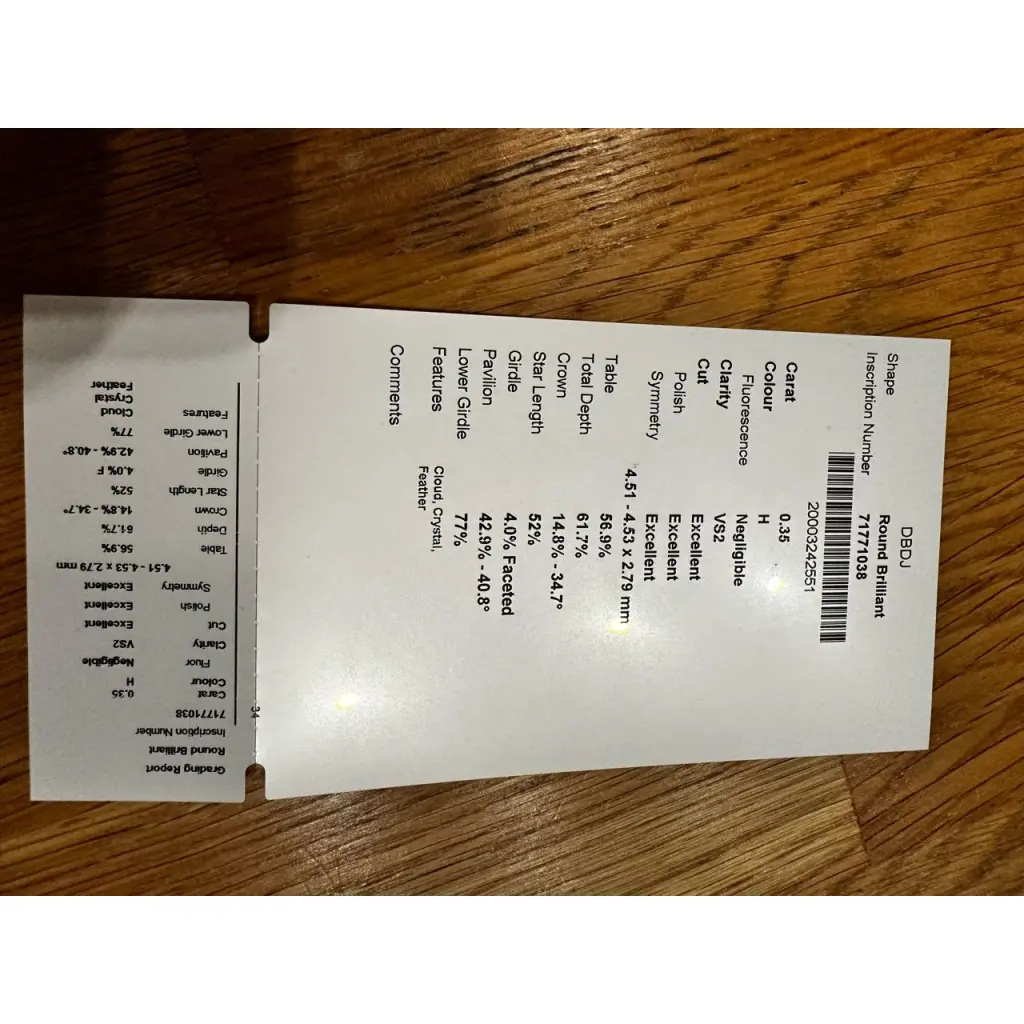 DBDJ
Shape Round Brilliant
Inscription Number 71771038
20003242551
Carat 0.35
Colour H
Fluorescence Negligible
Clarity VS2
Cut Excellent
Polish Excellent
Symmetry Excellent
4.51 - 4.53 x 2.79 mm
Table 56.9%
Total Depth 61.7%
Crown 14.8% - 34.7°
Star Length 52%
Girdle 4.0% Faceted
Pavilion 42.9% - 40.8°
Lower Girdle 77%
Features Cloud, Crystal,
Feather
Comments
34
Grading Report
Round Brilliant
Inscription Number
71771038
Carat 0.35
Colour H
Fluor Negligible
Clarity VS2
Cut Excellent
Polish Excellent
Symmetry Excellent
4.51 - 4.53 x 2.79 mm
Table 56.9%
Depth 61.7%
Crown 14.8% - 34.7°
Star Length 52%
Girdle 4.0% F
Pavilion 42.9% - 40.8°
Lower Girdle 77%
Features Cloud
Crystal
Feather